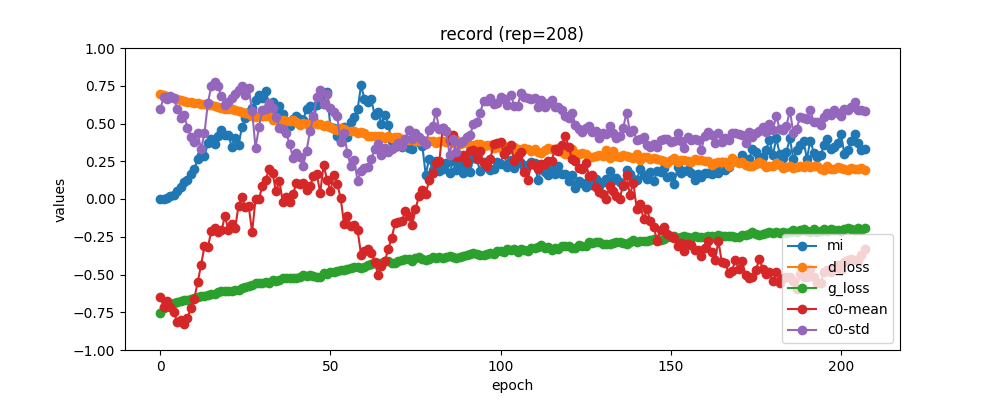 record (rep=208)
1.00
0.75
0.50
0.25
0.00
−0.25
−0.50
−0.75
−1.00
values
0 50 100 150 200
epoch
mi
d_loss
g_loss
c0-mean
c0-std